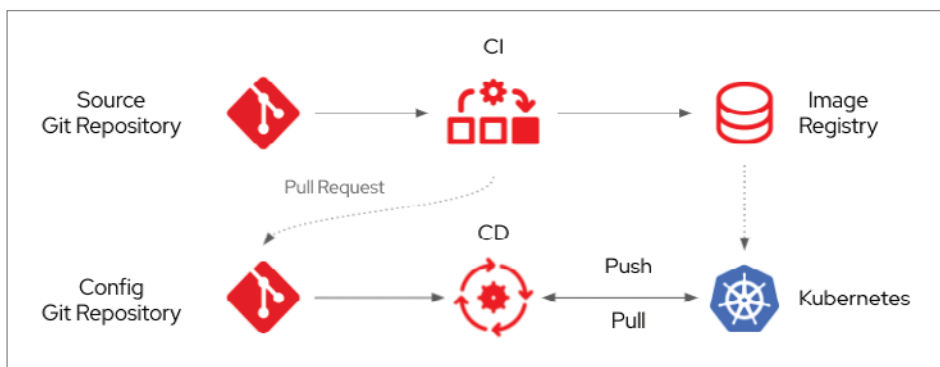 CI
Source
Git Repository
Image
Registry
Pull Request
CD
Config
Git Repository
Push
Pull
Kubernetes